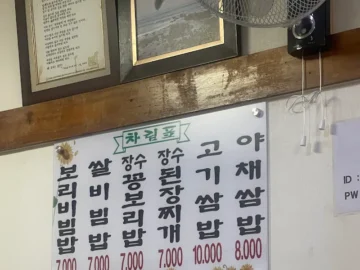 차림표
보리비빔밥 7,000
쌀비빔밥 7,000
장수꽁보리밥 7,000
장수된장찌개 7,000
고기쌈밥 10,000
야채쌈밥 8,000
ID :
PW